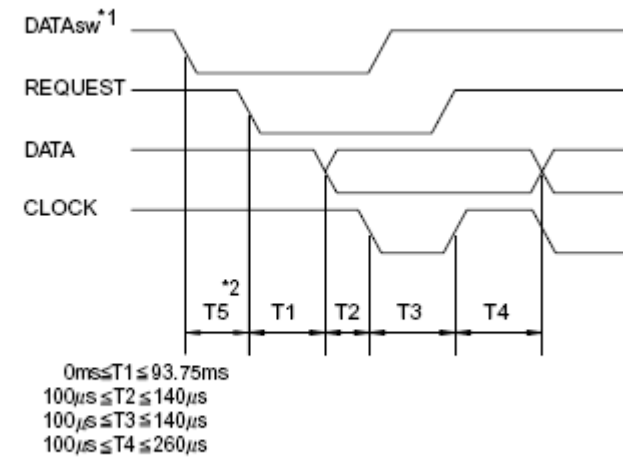 DATAsw*1
REQUEST
DATA
CLOCK
*2
T5 T1 T2 T3 T4
0ms≦T1≦93.75ms
100μs≦T2≦140μs
100μs≦T3≦140μs
100μs≦T4≦260μs